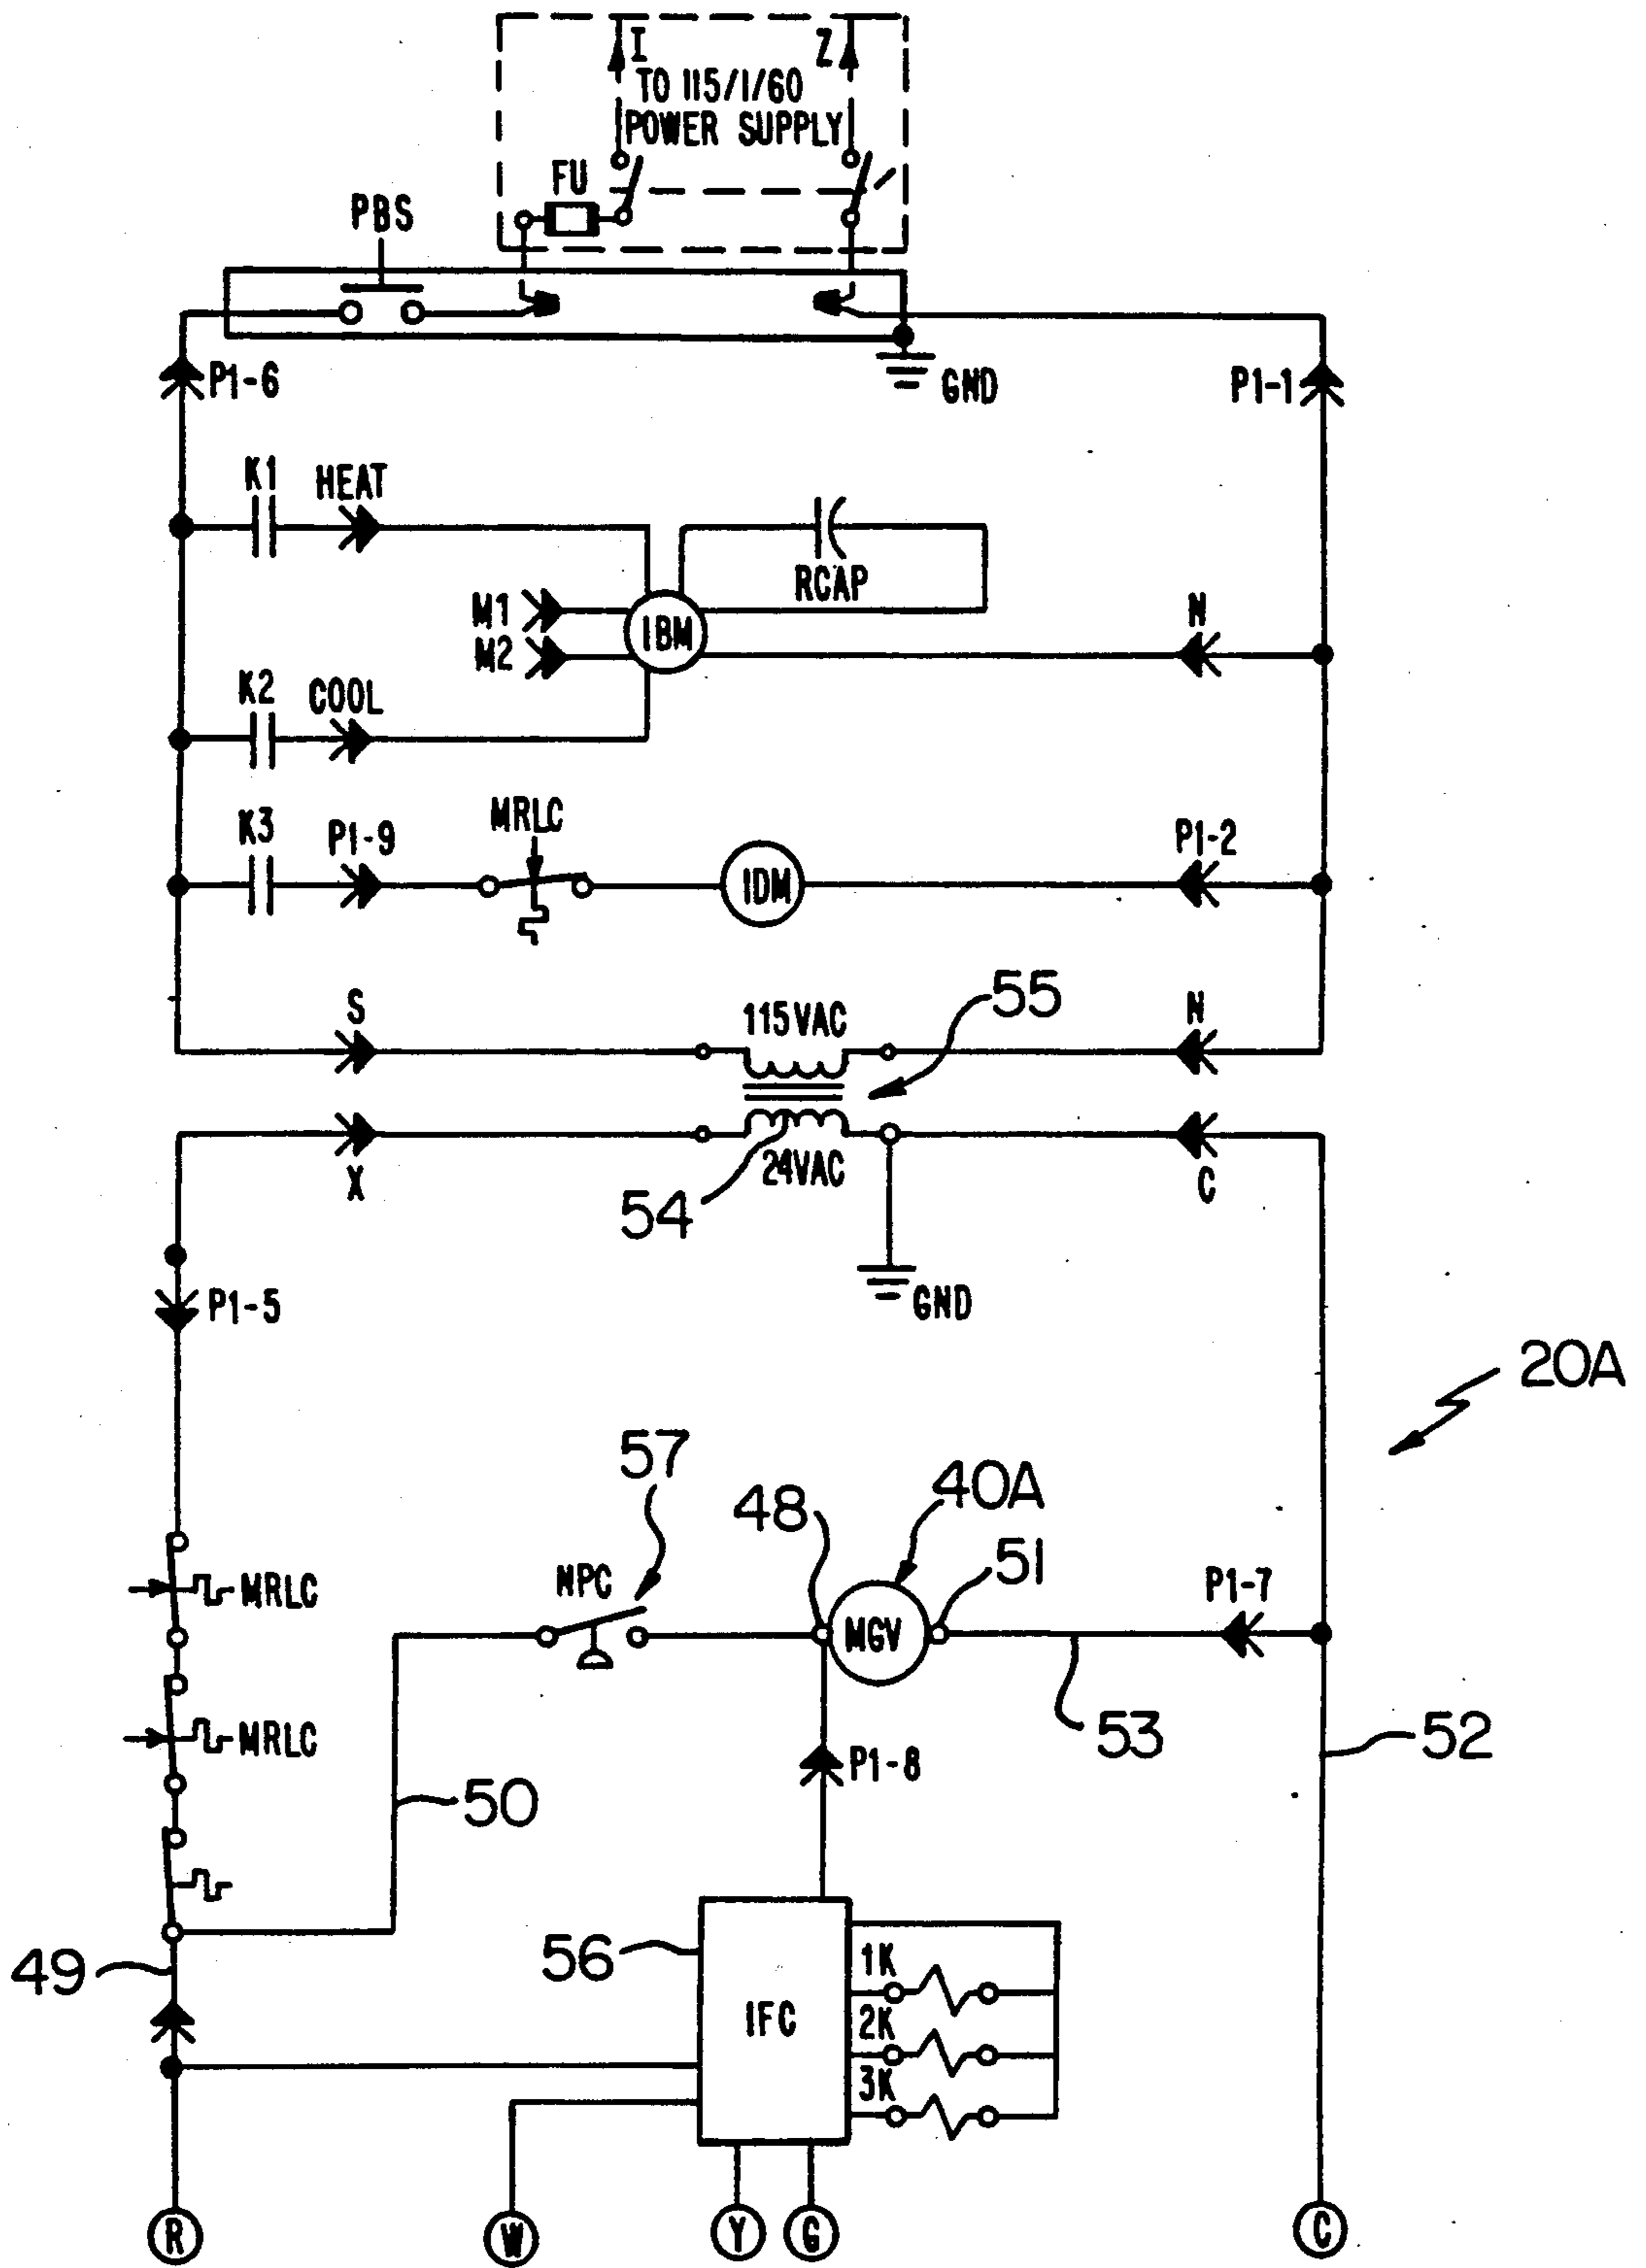 I
Z
TO 115/1/60
POWER SUPPLY
FU
PBS
P1-6
GND
P1-1
K1
HEAT
RCAP
M1
IBM
N
M2
K2
COOL
K3
P1-9
MRLC
IDM
P1-2
55
S
115VAC
N
X
24VAC
C
54
P1-5
GND
20A
57
48
40A
51
MRLC
NPC
MGV
P1-7
MRLC
53
52
50
P1-8
49
56
IFC
1K
2K
3K
R
W
Y
G
C